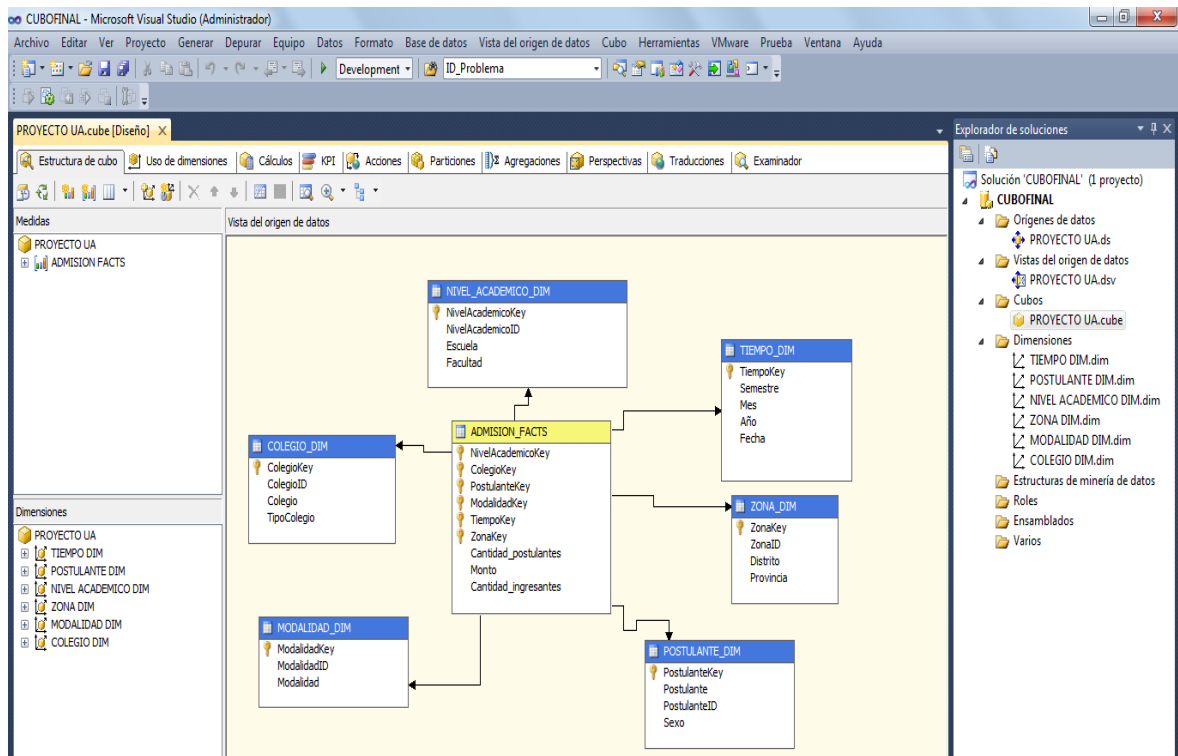 CUBOFINAL - Microsoft Visual Studio (Administrador)
Archivo Editar Ver Proyecto Generar Depurar Equipo Datos Formato Base de datos Vista del origen de datos Cubo Herramientas VMware Prueba Ventana Ayuda
Development ID_Problema
PROYECTO UA.cube [Diseño]
Estructura de cubo Uso de dimensiones Cálculos KPI Acciones Particiones Agregaciones Perspectivas Traducciones Examinador
Medidas
PROYECTO UA
ADMISION FACTS
Dimensiones
PROYECTO UA
TIEMPO DIM
POSTULANTE DIM
NIVEL ACADEMICO DIM
ZONA DIM
MODALIDAD DIM
COLEGIO DIM
Vista del origen de datos
NIVEL_ACADEMICO_DIM
NivelAcademicoKey
NivelAcademicoID
Escuela
Facultad
TIEMPO_DIM
TiempoKey
Semestre
Mes
Año
Fecha
COLEGIO_DIM
ColegioKey
ColegioID
Colegio
TipoColegio
ADMISION_FACTS
NivelAcademicoKey
ColegioKey
PostulanteKey
ModalidadKey
TiempoKey
ZonaKey
Cantidad_postulantes
Monto
Cantidad_ingresantes
ZONA_DIM
ZonaKey
ZonaID
Distrito
Provincia
MODALIDAD_DIM
ModalidadKey
ModalidadID
Modalidad
POSTULANTE_DIM
PostulanteKey
Postulante
PostulanteID
Sexo
Explorador de soluciones
Solución 'CUBOFINAL' (1 proyecto)
CUBOFINAL
Orígenes de datos
PROYECTO UA.ds
Vistas del origen de datos
PROYECTO UA.dsv
Cubos
PROYECTO UA.cube
Dimensiones
TIEMPO DIM.dim
POSTULANTE DIM.dim
NIVEL ACADEMICO DIM.dim
ZONA DIM.dim
MODALIDAD DIM.dim
COLEGIO DIM.dim
Estructuras de minería de datos
Roles
Ensamblados
Varios